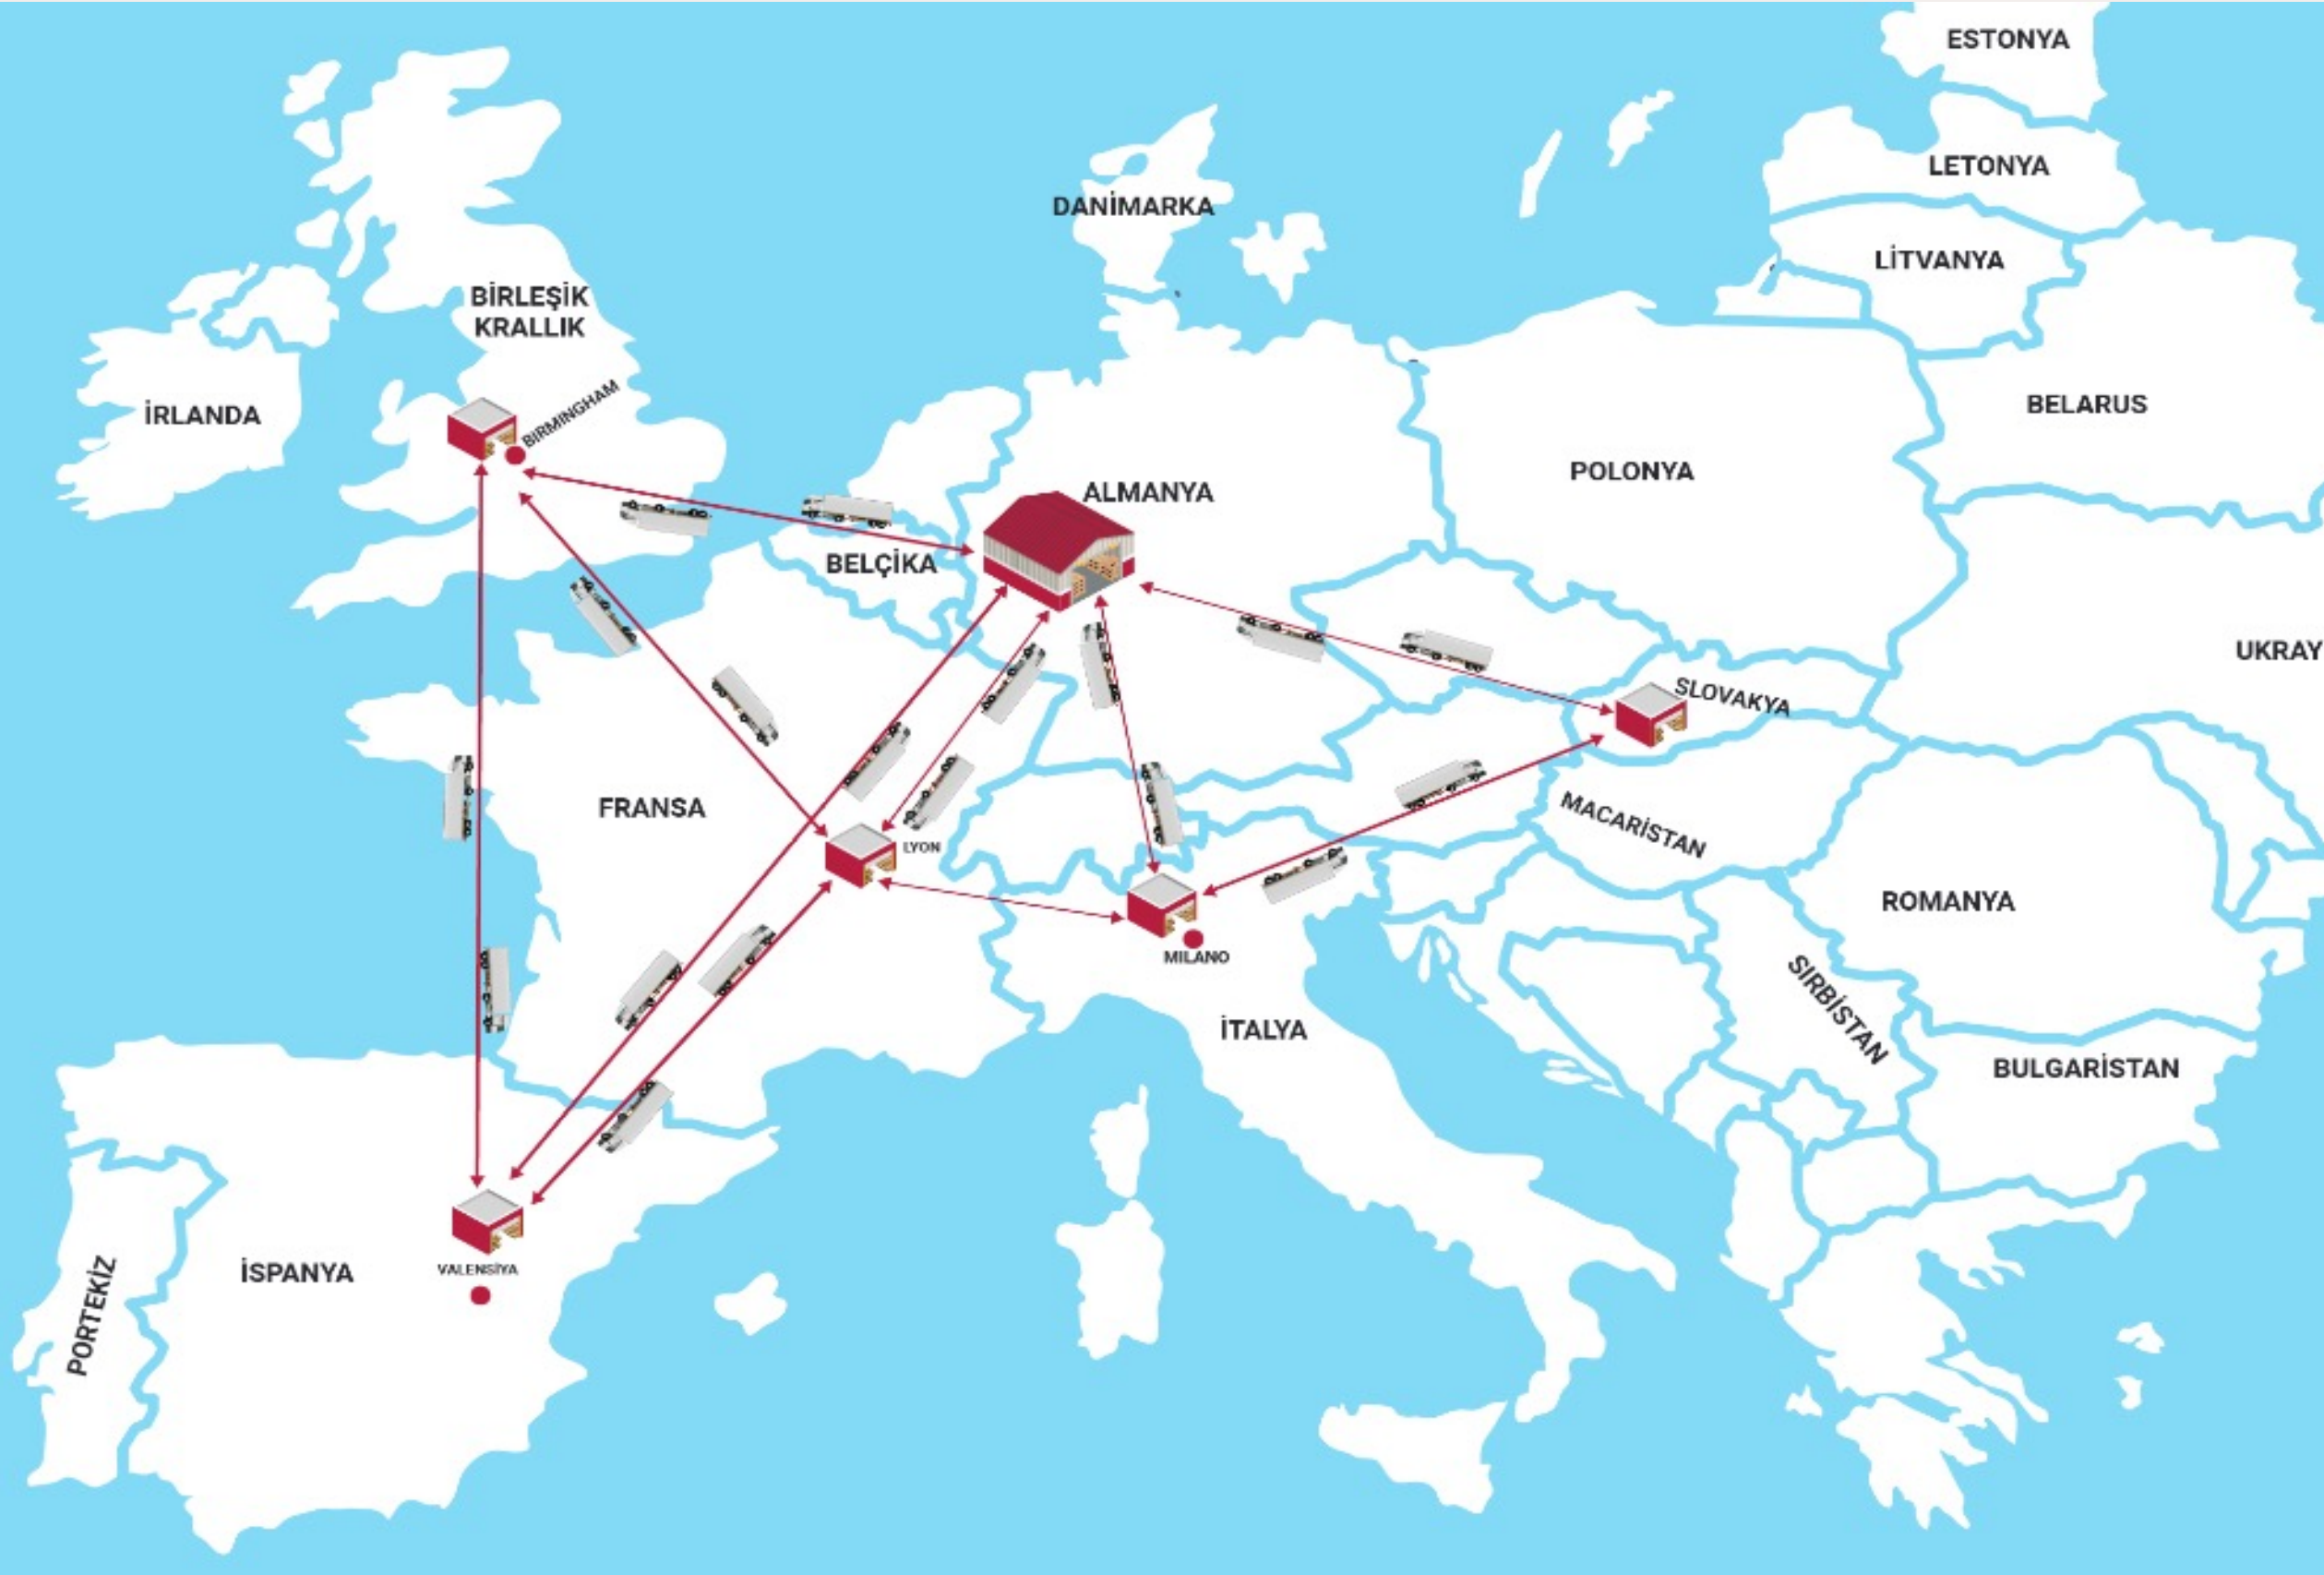 ESTONYA
LETONYA
DANİMARKA
LİTVANYA
BİRLEŞİK
KRALLIK
BELARUS
İRLANDA
BIRMINGHAM
POLONYA
ALMANYA
BELÇİKA
UKRAY
SLOVAKYA
FRANSA
MACARİSTAN
LYON
ROMANYA
MILANO
SIRBİSTAN
İTALYA
BULGARİSTAN
VALENSİYA
İSPANYA
PORTEKİZ